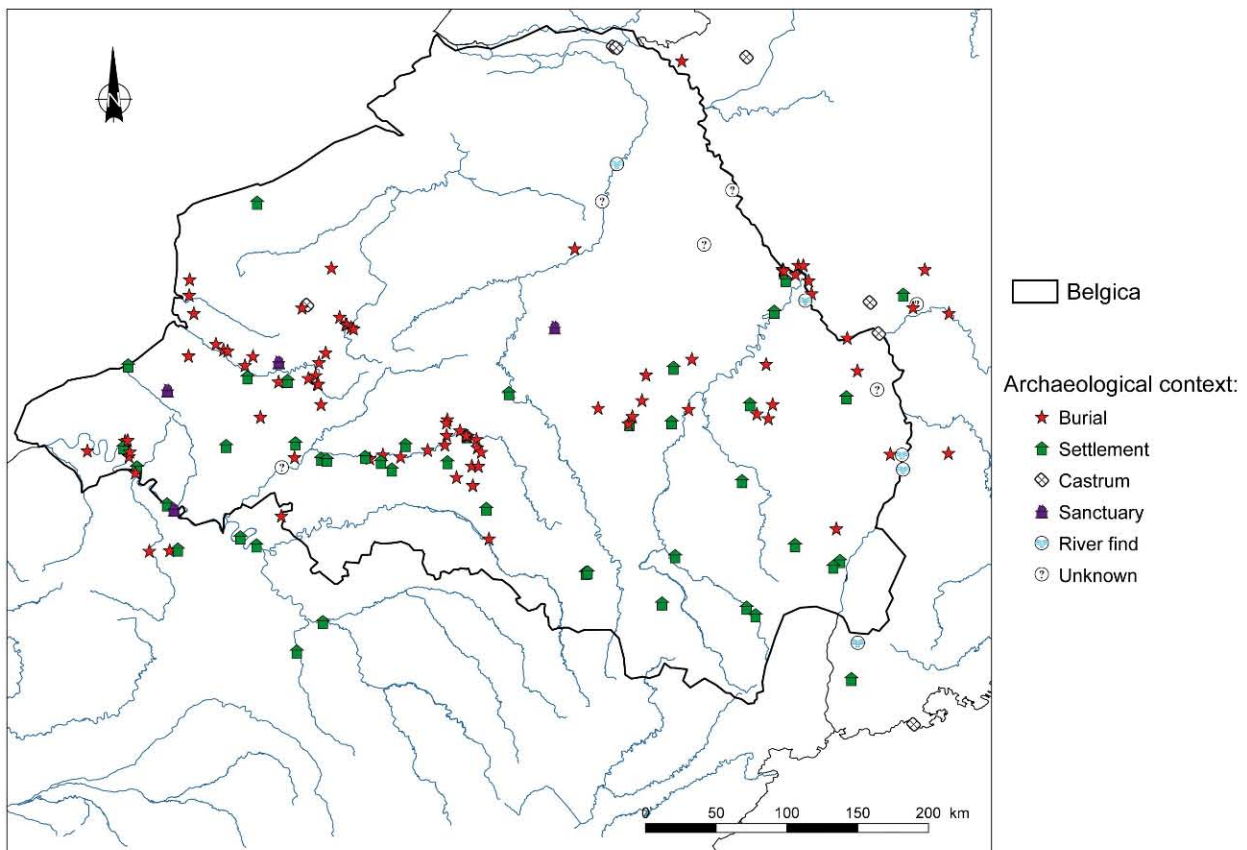 N
Belgica
Archaeological context:
Burial
Settlement
Castrum
Sanctuary
River find
? Unknown
0 50 100 150 200 km